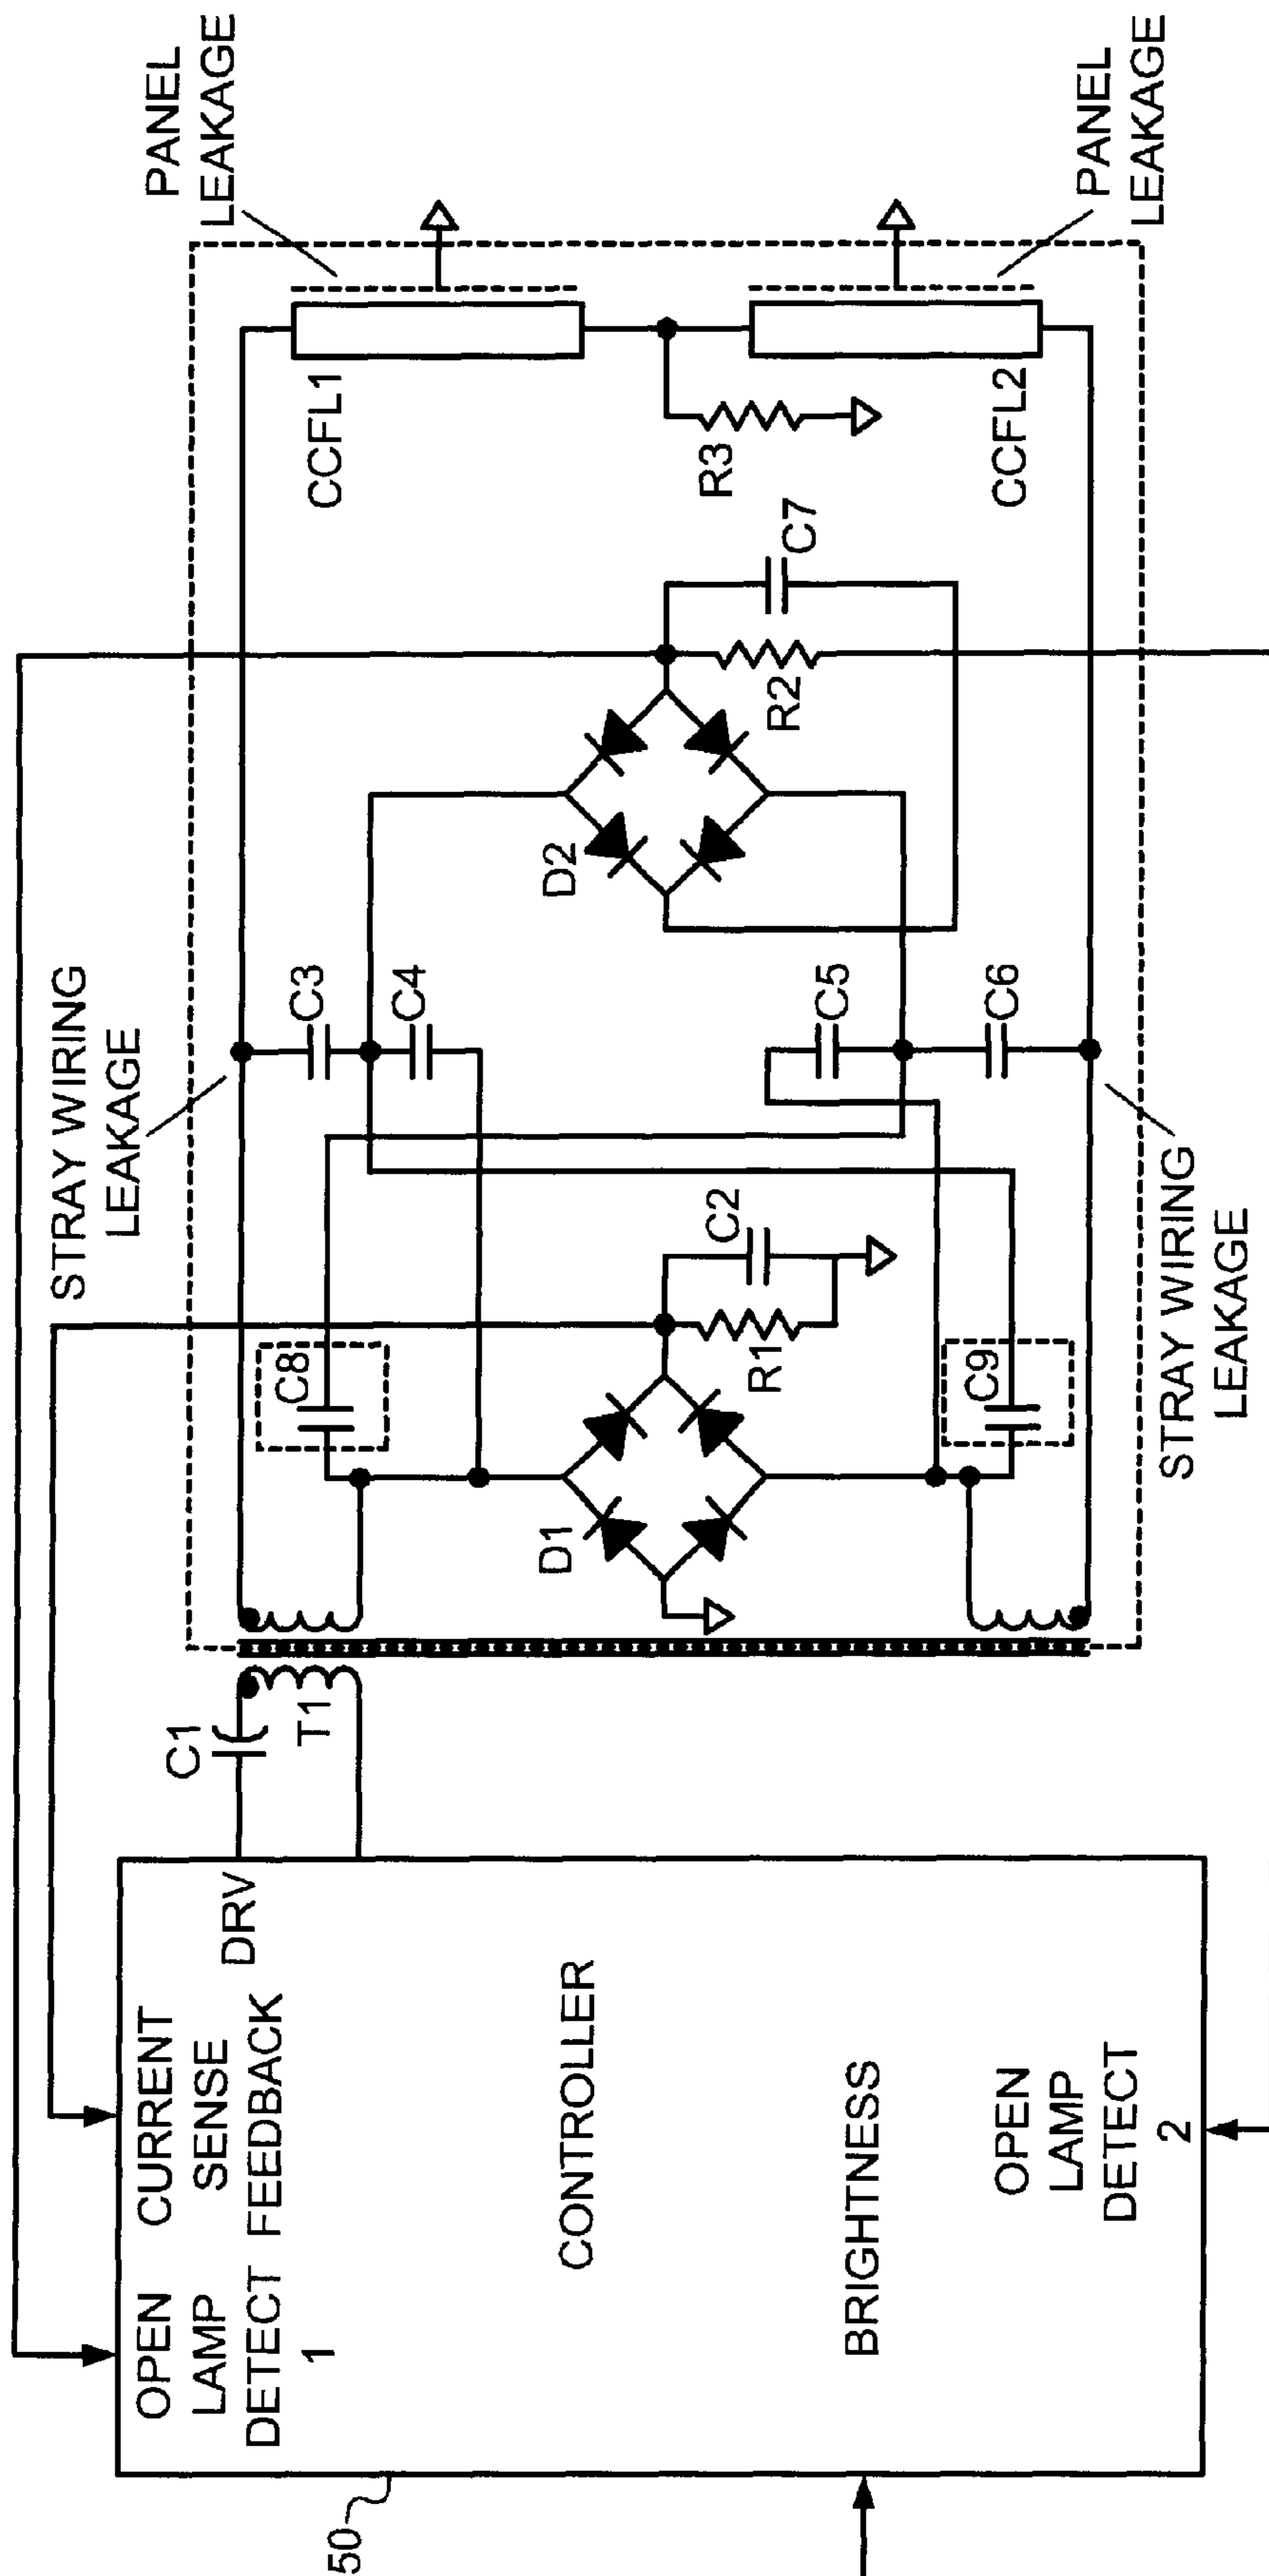 50
OPEN
LAMP
DETECT
1
CURRENT
SENSE
FEEDBACK
DRV
CONTROLLER
BRIGHTNESS
OPEN
LAMP
DETECT
2
C1
T1
STRAY WIRING
LEAKAGE
C8
D1
R1
C2
C9
C3
C4
C5
C6
STRAY WIRING
LEAKAGE
D2
R2
C7
R3
CCFL1
CCFL2
PANEL
LEAKAGE
PANEL
LEAKAGE